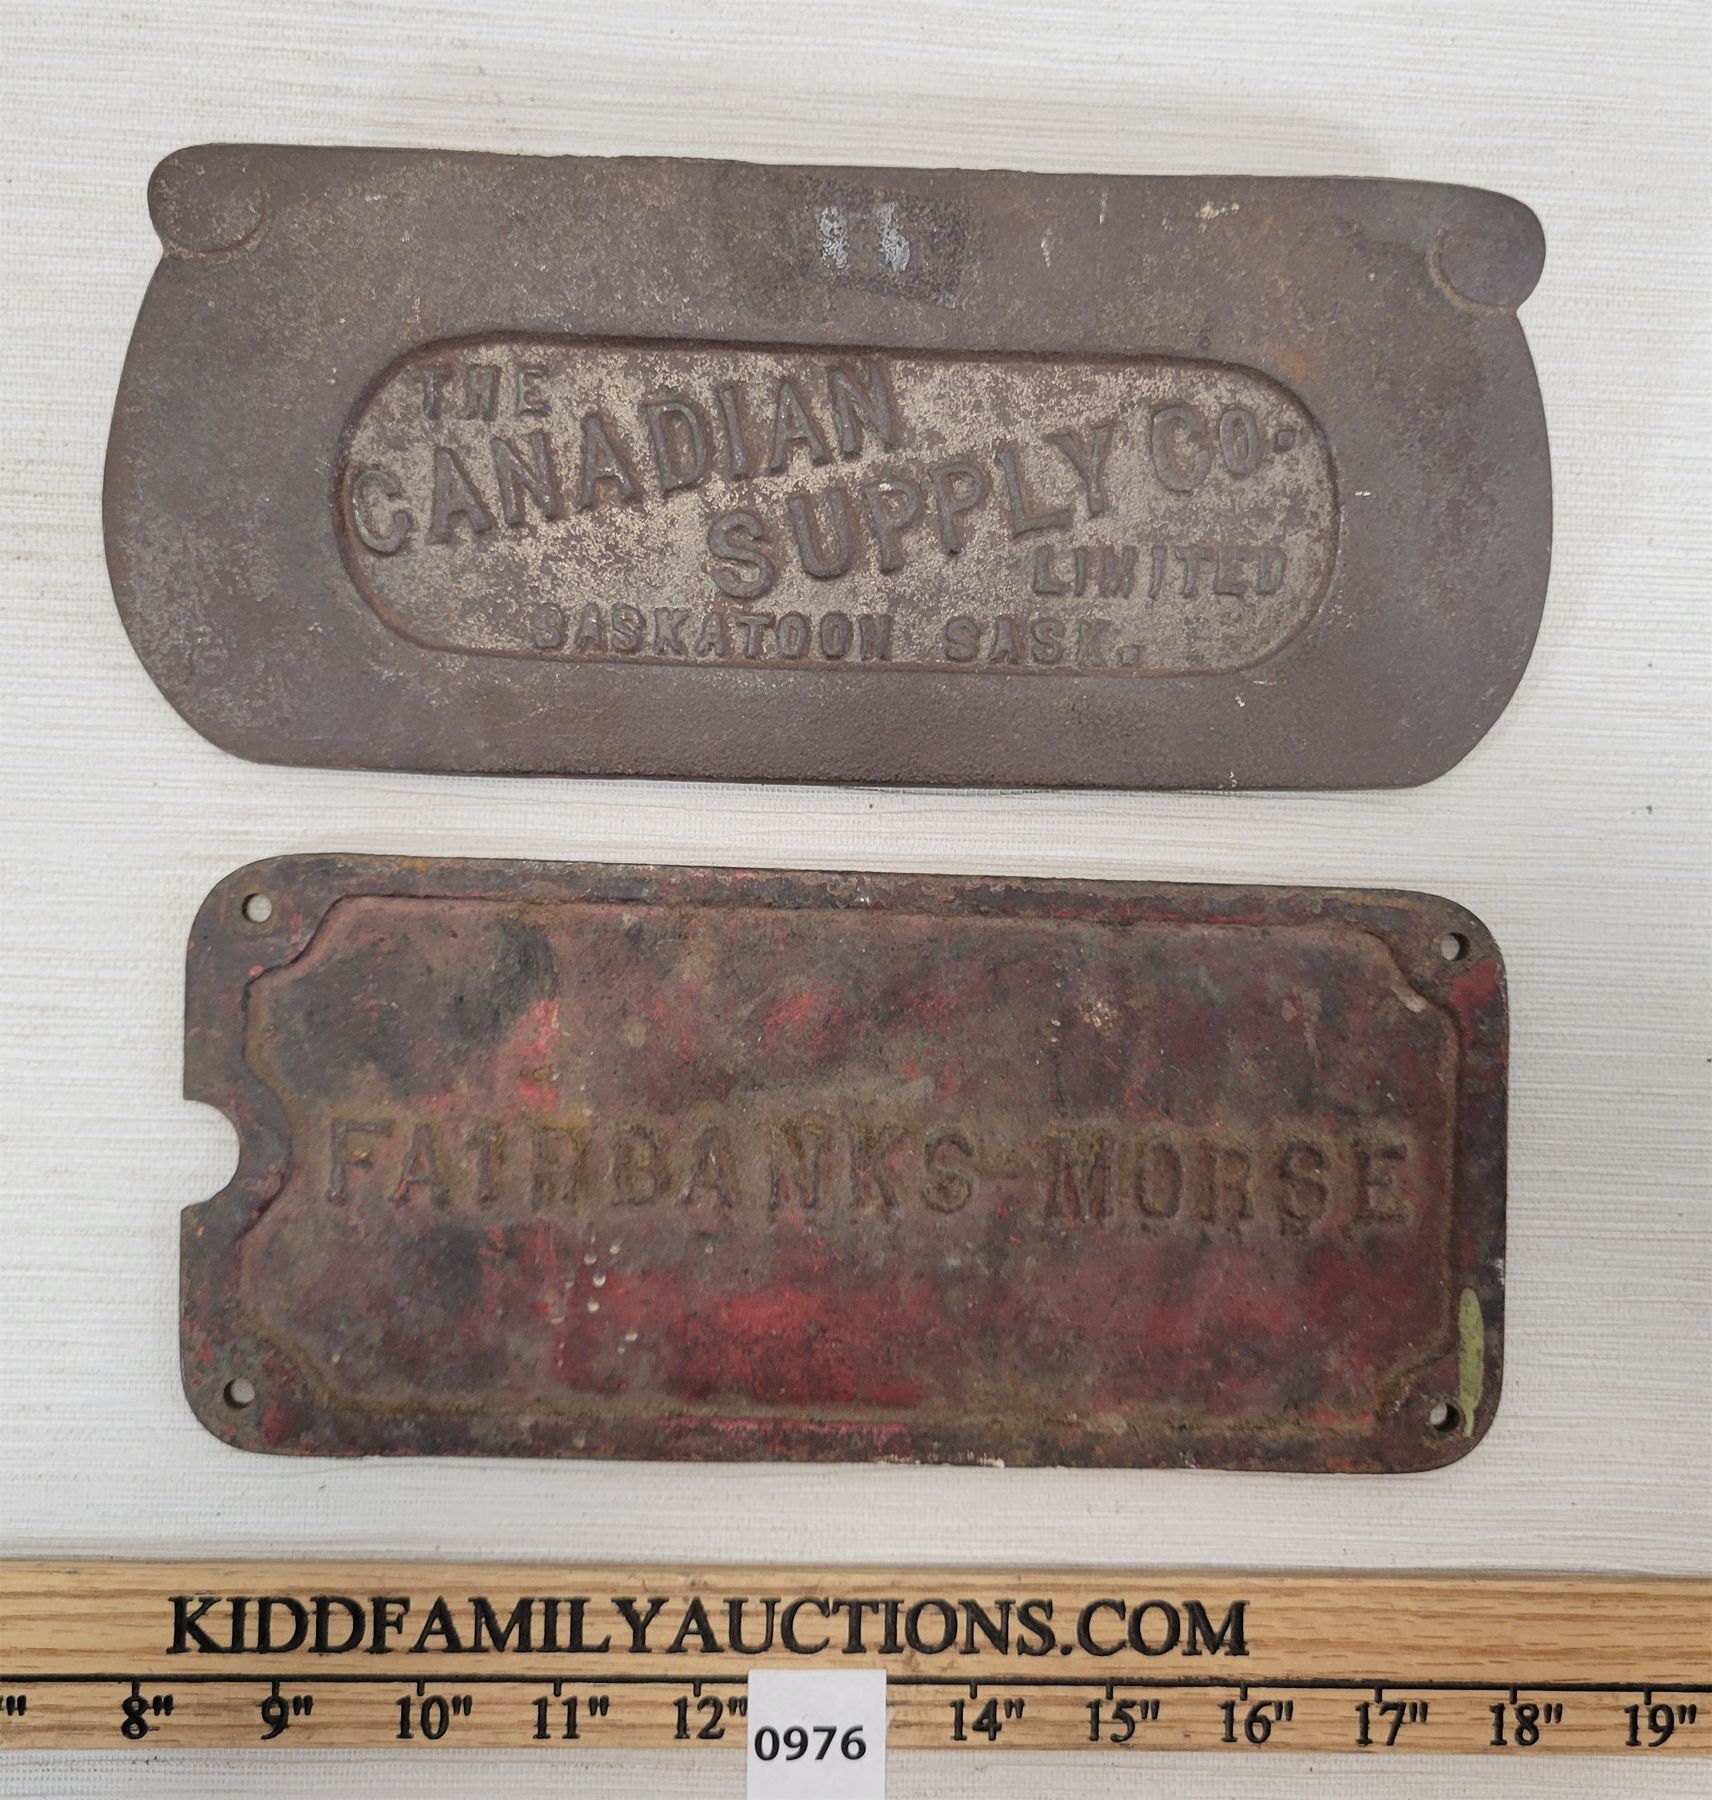 THE
CANADIAN
SUPPLY CO.
LIMITED
SASKATOON SASK.
FAIRBANKS-MORSE
KIDDFAMILYAUCTIONS.COM
8" 9" 10" 11" 12" 14" 15" 16" 17" 18" 19"
0976